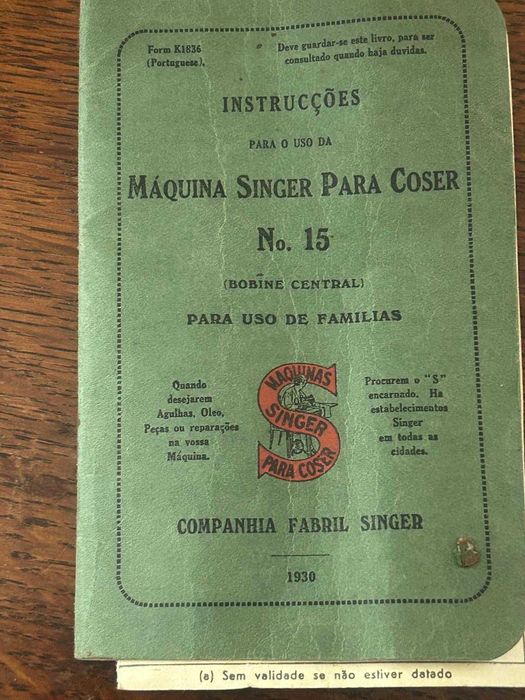 Form K1836
(Portuguese).
Deve guardar-se este livro, para ser
consultado quando haja duvidas.
INSTRUCÇÕES
PARA O USO DA
MÁQUINA SINGER PARA COSER
No. 15
(BOBINE CENTRAL)
PARA USO DE FAMILIAS
Quando
desejarem
Agulhas, Oleo,
Peças ou reparações
na vossa
Máquina.
MAQUINAS
SINGER
PARA COSER
Procurem o "S"
encarnado. Ha
estabelecimentos
Singer
em todas as
cidades.
COMPANHIA FABRIL SINGER
1930
(a) Sem validade se não estiver datado